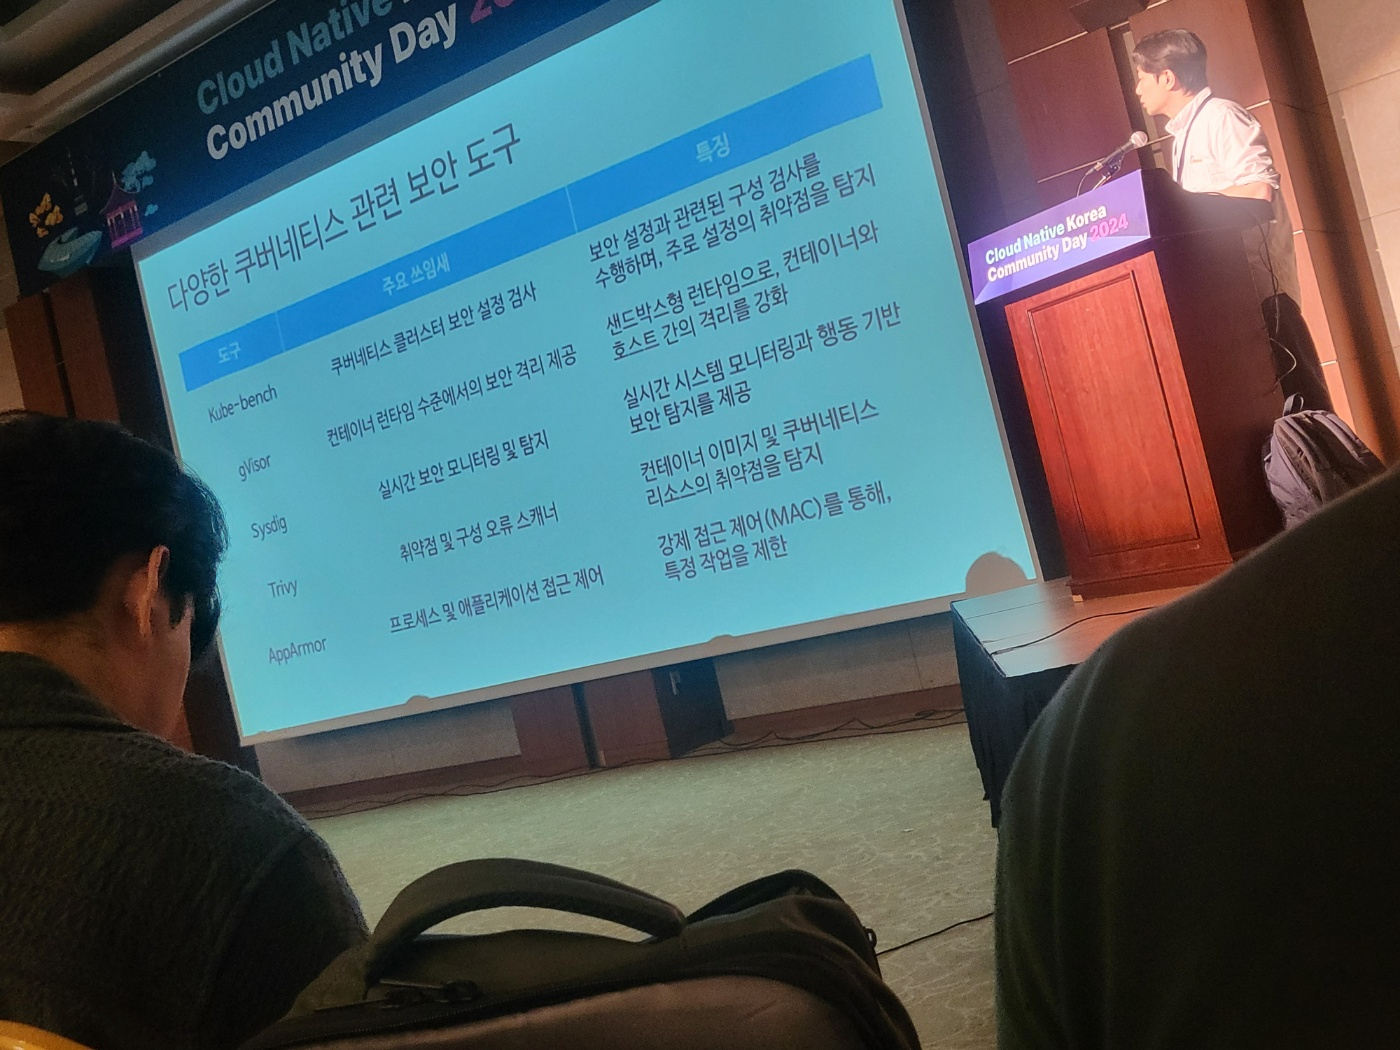 Cloud Native
Community Day 20
다양한 쿠버네티스 관련 보안 도구
도구 주요 쓰임새 특징
Kube-bench 쿠버네티스 클러스터 보안 설정 검사 보안 설정과 관련된 구성 검사를
수행하며, 주로 설정의 취약점을 탐지
gVisor 컨테이너 런타임 수준에서의 보안 격리 제공 샌드박스형 런타임으로, 컨테이너와
호스트 간의 격리를 강화
Sysdig 실시간 보안 모니터링 및 탐지 실시간 시스템 모니터링과 행동 기반
보안 탐지를 제공
Trivy 취약점 및 구성 오류 스캐너 컨테이너 이미지 및 쿠버네티스
리소스의 취약점을 탐지
AppArmor 프로세스 및 애플리케이션 접근 제어 강제 접근 제어(MAC)를 통해,
특정 작업을 제한
Cloud Native Korea
Community Day 2024